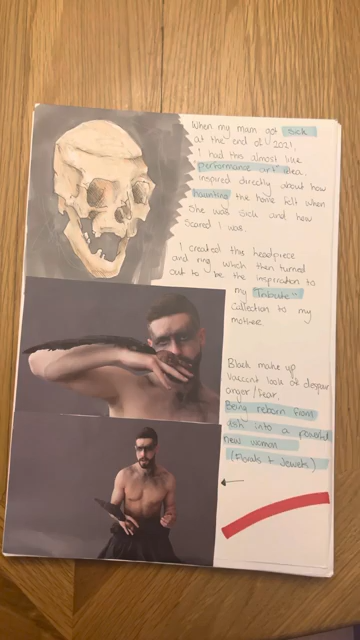 When my mum got sick
at the end of 2021,
I had this almost like
performance art idea,
inspired directly about how
haunting the home felt when
she was sick and how
scared I was.
I created this headpiece
and ring which then turned
out to be the inspiration to
my "Tribute"
collection to my
mother
Black make up
Vaccent look of despair
anger/fear.
Being reborn from
ash into a powerful
new woman
(Florals + Jewels)